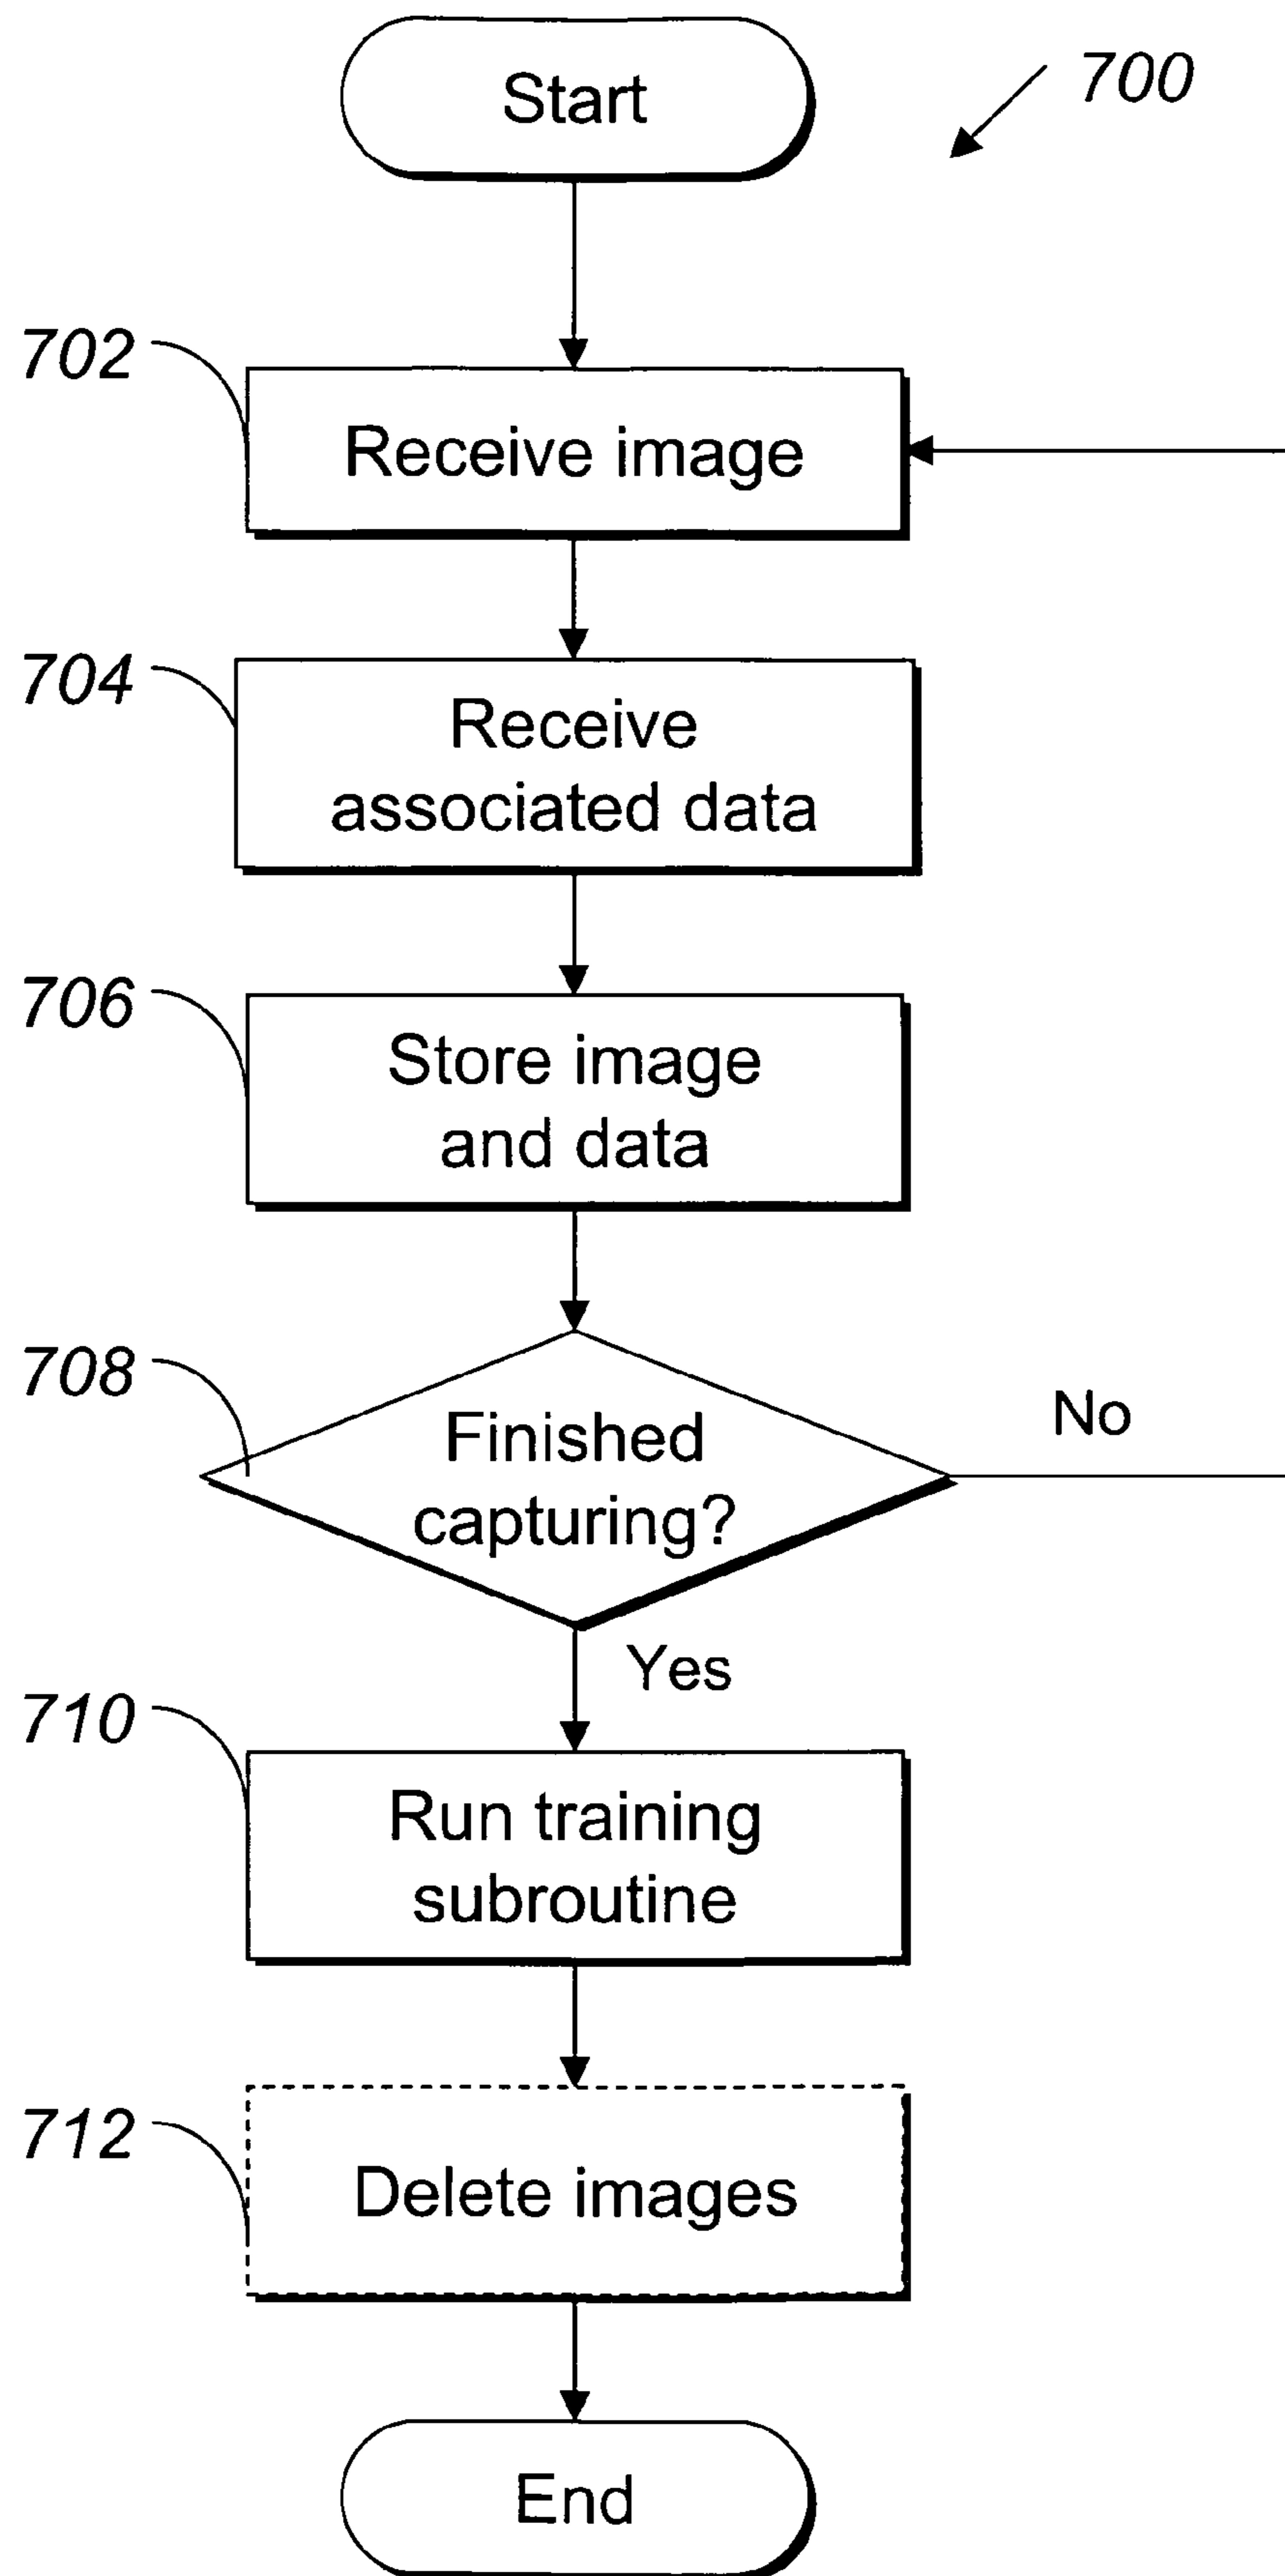 Start
700
702
Receive image
704
Receive
associated data
706
Store image
and data
708
Finished
capturing?
No
Yes
710
Run training
subroutine
712
Delete images
End